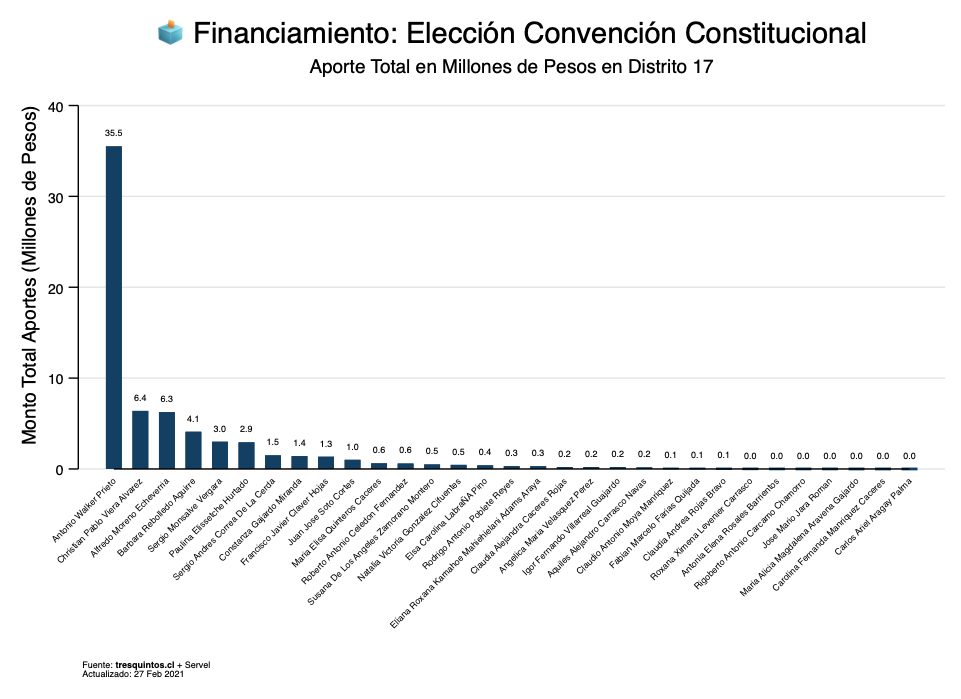 Financiamiento: Elección Convención Constitucional
Aporte Total en Millones de Pesos en Distrito 17
Monto Total Aportes (Millones de Pesos)
40
30
20
10
0
35.5
6.4
6.3
4.1
3.0
2.9
1.5
1.4
1.3
1.0
0.6
0.6
0.5
0.5
0.4
0.3
0.3
0.2
0.2
0.2
0.2
0.1
0.1
0.1
0.0
0.0
0.0
0.0
0.0
0.0
0.0
Antonio Walker Prieto
Christian Pablo Viera Alvarez
Alfredo Moreno Echeverria
Barbara Rebolledo Aguirre
Sergio Monsalve Vergara
Paulina Elissetche Hurtado
Sergio Andres Correa De La Cerda
Constanza Gajardo Miranda
Francisco Javier Claver Hojas
Juan Jose Soto Cortes
Maria Elisa Quinteros Caceres
Roberto Antonio Celedon Fernandez
Susana De Los Angeles Zamorano Montero
Natalia Victoria Gonzalez Cifuentes
Elsa Carolina LabraÑA Pino
Rodrigo Antonio Poblete Reyes
Eliana Roxana Kamahoe Mahiehielani Adams Araya
Claudia Alejandra Caceres Rojas
Angelica Maria Velasquez Perez
Igor Fernando Villarreal Guajardo
Aquiles Alejandro Carrasco Navas
Claudio Antonio Moya Manriquez
Fabian Marcelo Farias Quijada
Claudia Andrea Rojas Bravo
Roxana Ximena Levenier Carrasco
Antonia Elena Rosales Barrientos
Rigoberto Antonio Carcamo Chamorro
Jose Mario Jara Roman
Maria Alicia Magdalena Aravena Gajardo
Carolina Fernanda Manriquez Caceres
Carlos Ariel Aragay Palma
Fuente: tresquintos.cl + Servel
Actualizado: 27 Feb 2021